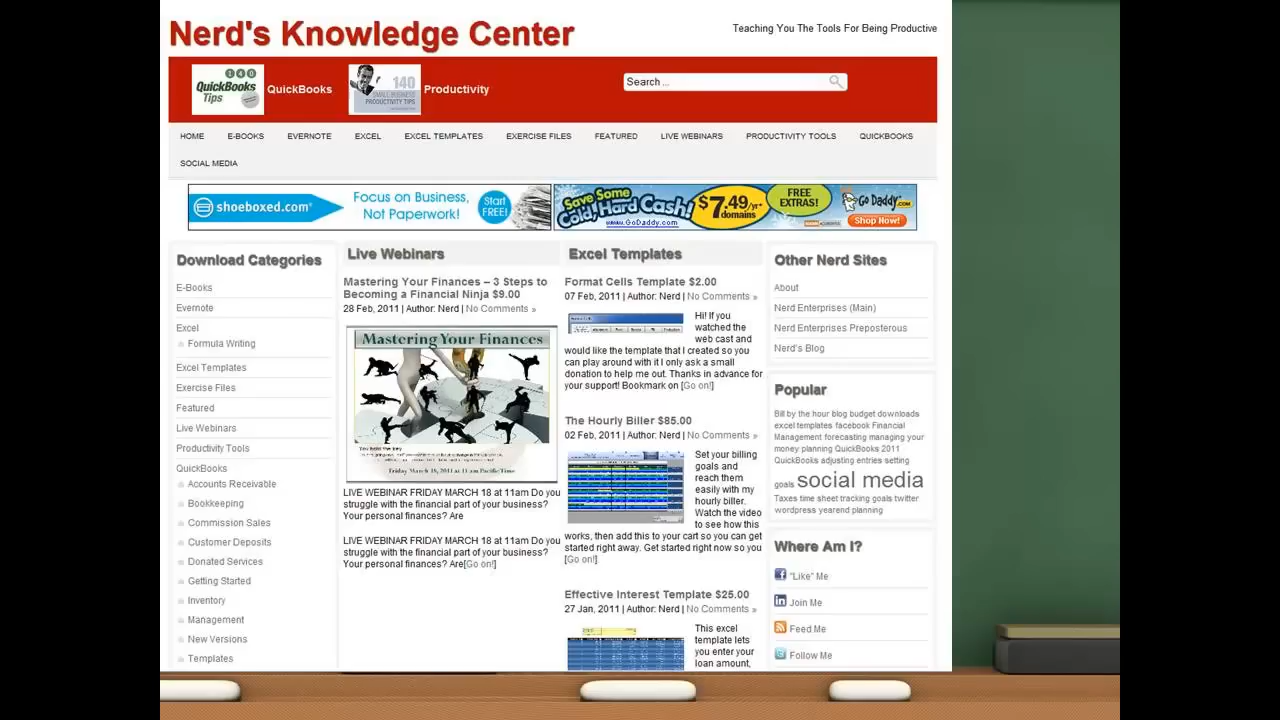 Nerd's Knowledge Center
Teaching You The Tools For Being Productive
QuickBooks
Tips
QuickBooks
140
SMALL BUSINESS
PRODUCTIVITY TIPS
Productivity
Search ...
HOME
E-BOOKS
EVERNOTE
EXCEL
EXCEL TEMPLATES
EXERCISE FILES
FEATURED
LIVE WEBINARS
PRODUCTIVITY TOOLS
QUICKBOOKS
SOCIAL MEDIA
shoeboxed.com
Focus on Business,
Not Paperwork!
Start
FREE!
Save Some
Cold, Hard Cash!
www.GoDaddy.com
$7.49/yr*
domains
FREE
EXTRAS!
Go Daddy.COM
Shop Now!
Download Categories
E-Books
Evernote
Excel
Formula Writing
Excel Templates
Exercise Files
Featured
Live Webinars
Productivity Tools
QuickBooks
Accounts Receivable
Bookkeeping
Commission Sales
Customer Deposits
Donated Services
Getting Started
Inventory
Management
New Versions
Templates
Live Webinars
Mastering Your Finances – 3 Steps to
Becoming a Financial Ninja $9.00
28 Feb, 2011 | Author: Nerd | No Comments »
Mastering Your Finances
You hold the key
Friday March 18, 2011 at 11 am Pacific Time
LIVE WEBINAR FRIDAY MARCH 18 at 11am Do you
struggle with the financial part of your business?
Your personal finances? Are
LIVE WEBINAR FRIDAY MARCH 18 at 11am Do you
struggle with the financial part of your business?
Your personal finances? Are[Go on!]
Excel Templates
Format Cells Template $2.00
07 Feb, 2011 | Author: Nerd | No Comments »
Hi! If you
watched the
web cast and
would like the template that I created so you
can play around with it I only ask a small
donation to help me out. Thanks in advance for
your support! Bookmark on [Go on!]
The Hourly Biller $85.00
02 Feb, 2011 | Author: Nerd | No Comments »
Set your billing
goals and
reach them
easily with my
hourly biller.
Watch the video
to see how this
works, then add this to your cart so you can get
started right away. Get started right now so you
[Go on!]
Effective Interest Template $25.00
27 Jan, 2011 | Author: Nerd | No Comments »
This excel
template lets
you enter your
loan amount,
Other Nerd Sites
About
Nerd Enterprises (Main)
Nerd Enterprises Preposterous
Nerd's Blog
Popular
Bill by the hour blog budget downloads
excel templates facebook Financial
Management forecasting managing your
money planning QuickBooks 2011
QuickBooks adjusting entries setting
goals social media
Taxes time sheet tracking goals twitter
wordpress yearend planning
Where Am I?
"Like" Me
Join Me
Feed Me
Follow Me